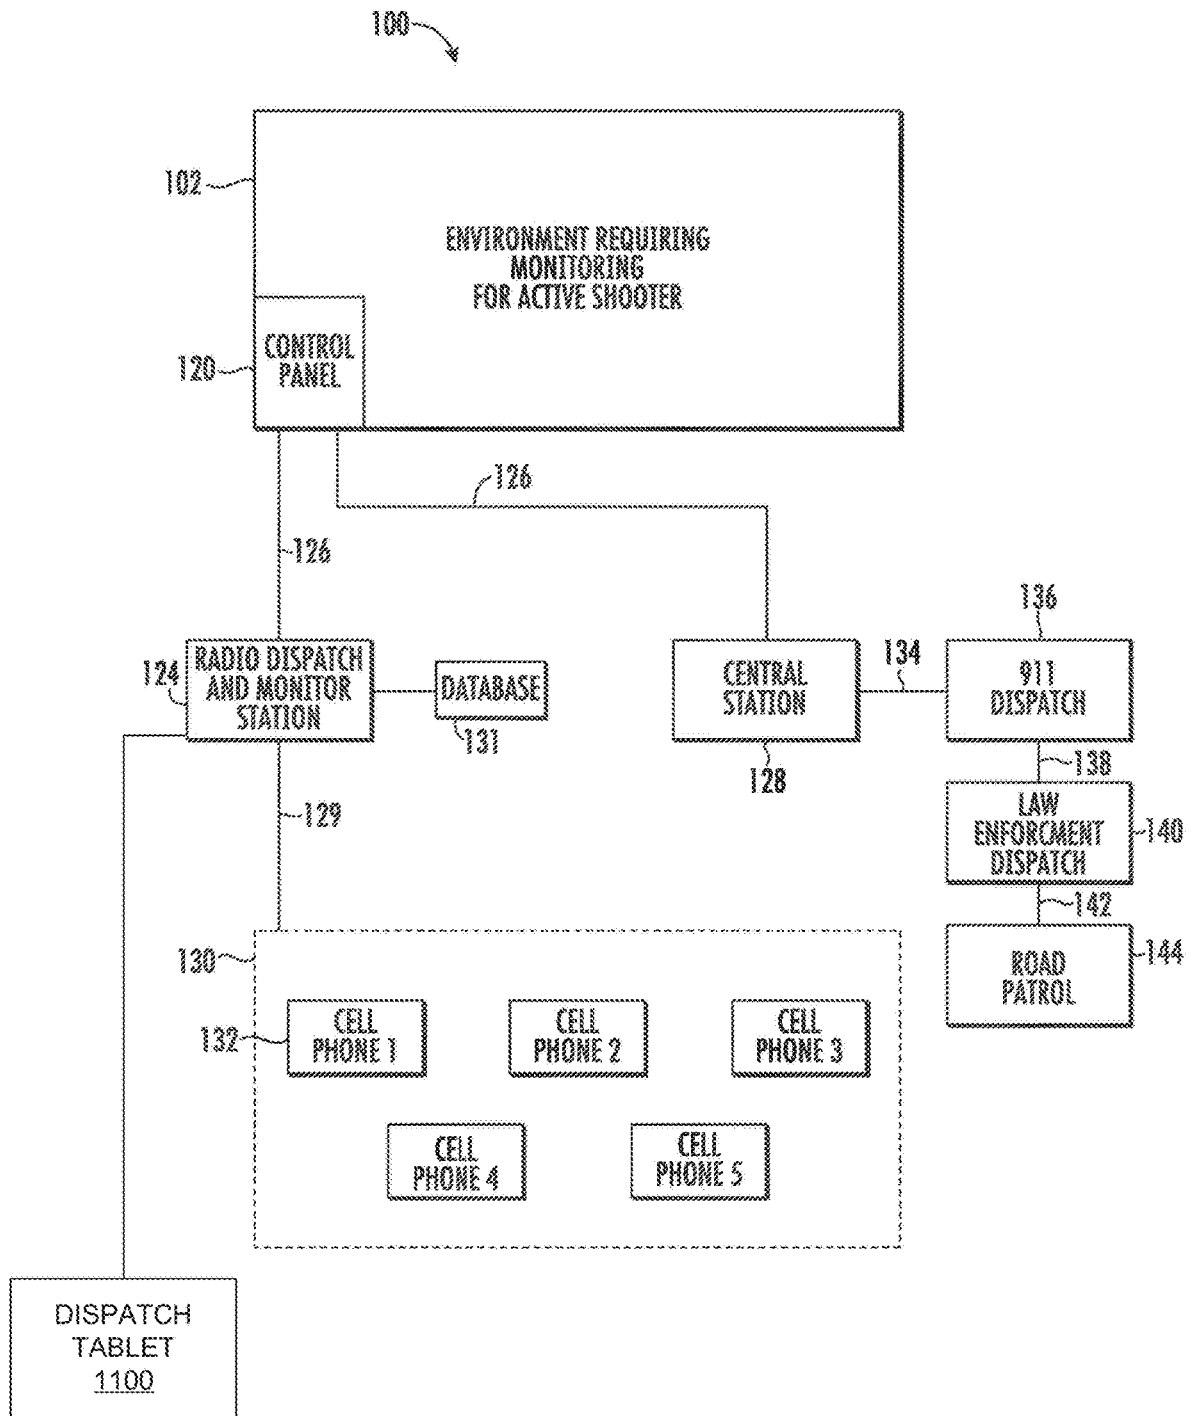 100
102
ENVIRONMENT REQUIRING
MONITORING
FOR ACTIVE SHOOTER
120
CONTROL
PANEL
126
126
136
124
RADIO DISPATCH
AND MONITOR
STATION
DATABASE
131
CENTRAL
STATION
128
134
911
DISPATCH
138
129
LAW
ENFORCMENT
DISPATCH
140
142
130
ROAD
PATROL
144
132
CELL
PHONE 1
CELL
PHONE 2
CELL
PHONE 3
CELL
PHONE 4
CELL
PHONE 5
DISPATCH
TABLET
1100